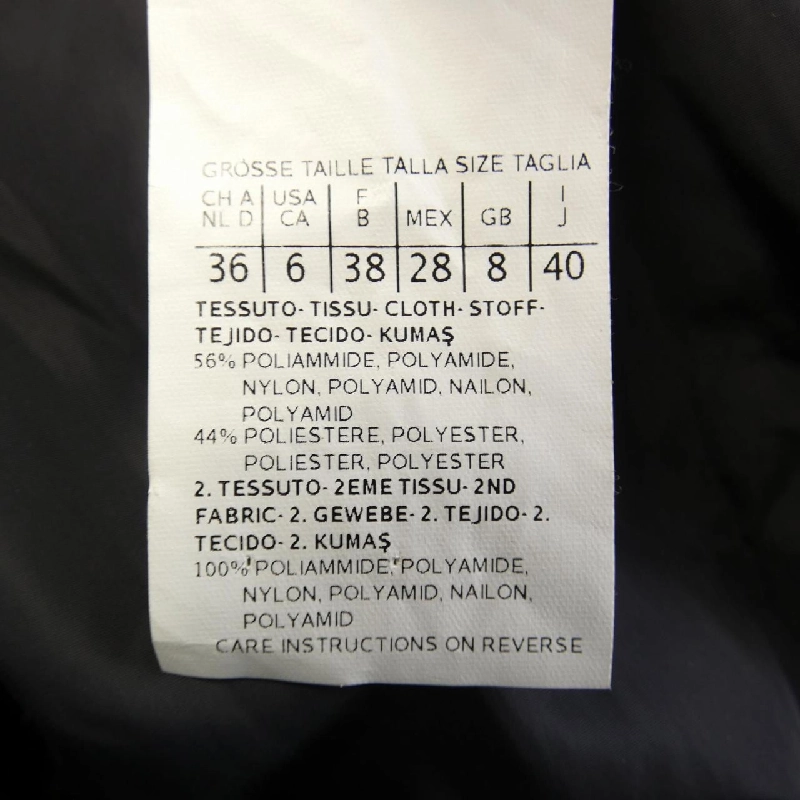 GRÖSSE TAILLE TALLA SIZE TAGLIA
CH A USA F I
NL D CA B MEX GB J
36 6 38 28 8 40
TESSUTO- TISSU- CLOTH- STOFF-
TEJIDO- TECIDO- KUMAŞ
56% POLIAMMIDE, POLYAMIDE,
NYLON, POLYAMID, NAILON,
POLYAMID
44% POLIESTERE, POLYESTER,
POLIESTER, POLYESTER
2. TESSUTO- 2EME TISSU- 2ND
FABRIC- 2. GEWEBE- 2. TEJIDO- 2.
TECIDO- 2. KUMAŞ
100% POLIAMMIDE, POLYAMIDE,
NYLON, POLYAMID, NAILON,
POLYAMID
CARE INSTRUCTIONS ON REVERSE